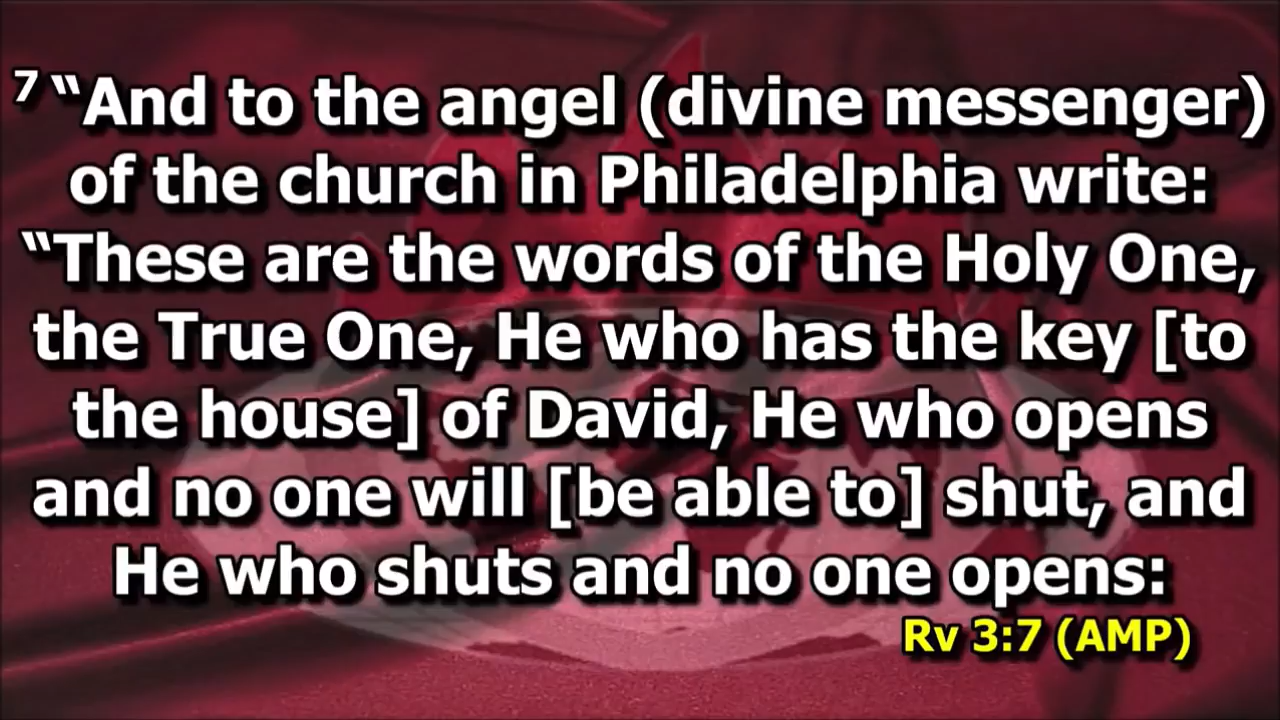 7 “And to the angel (divine messenger)
of the church in Philadelphia write:
“These are the words of the Holy One,
the True One, He who has the key [to
the house] of David, He who opens
and no one will [be able to] shut, and
He who shuts and no one opens:
Rv 3:7 (AMP)